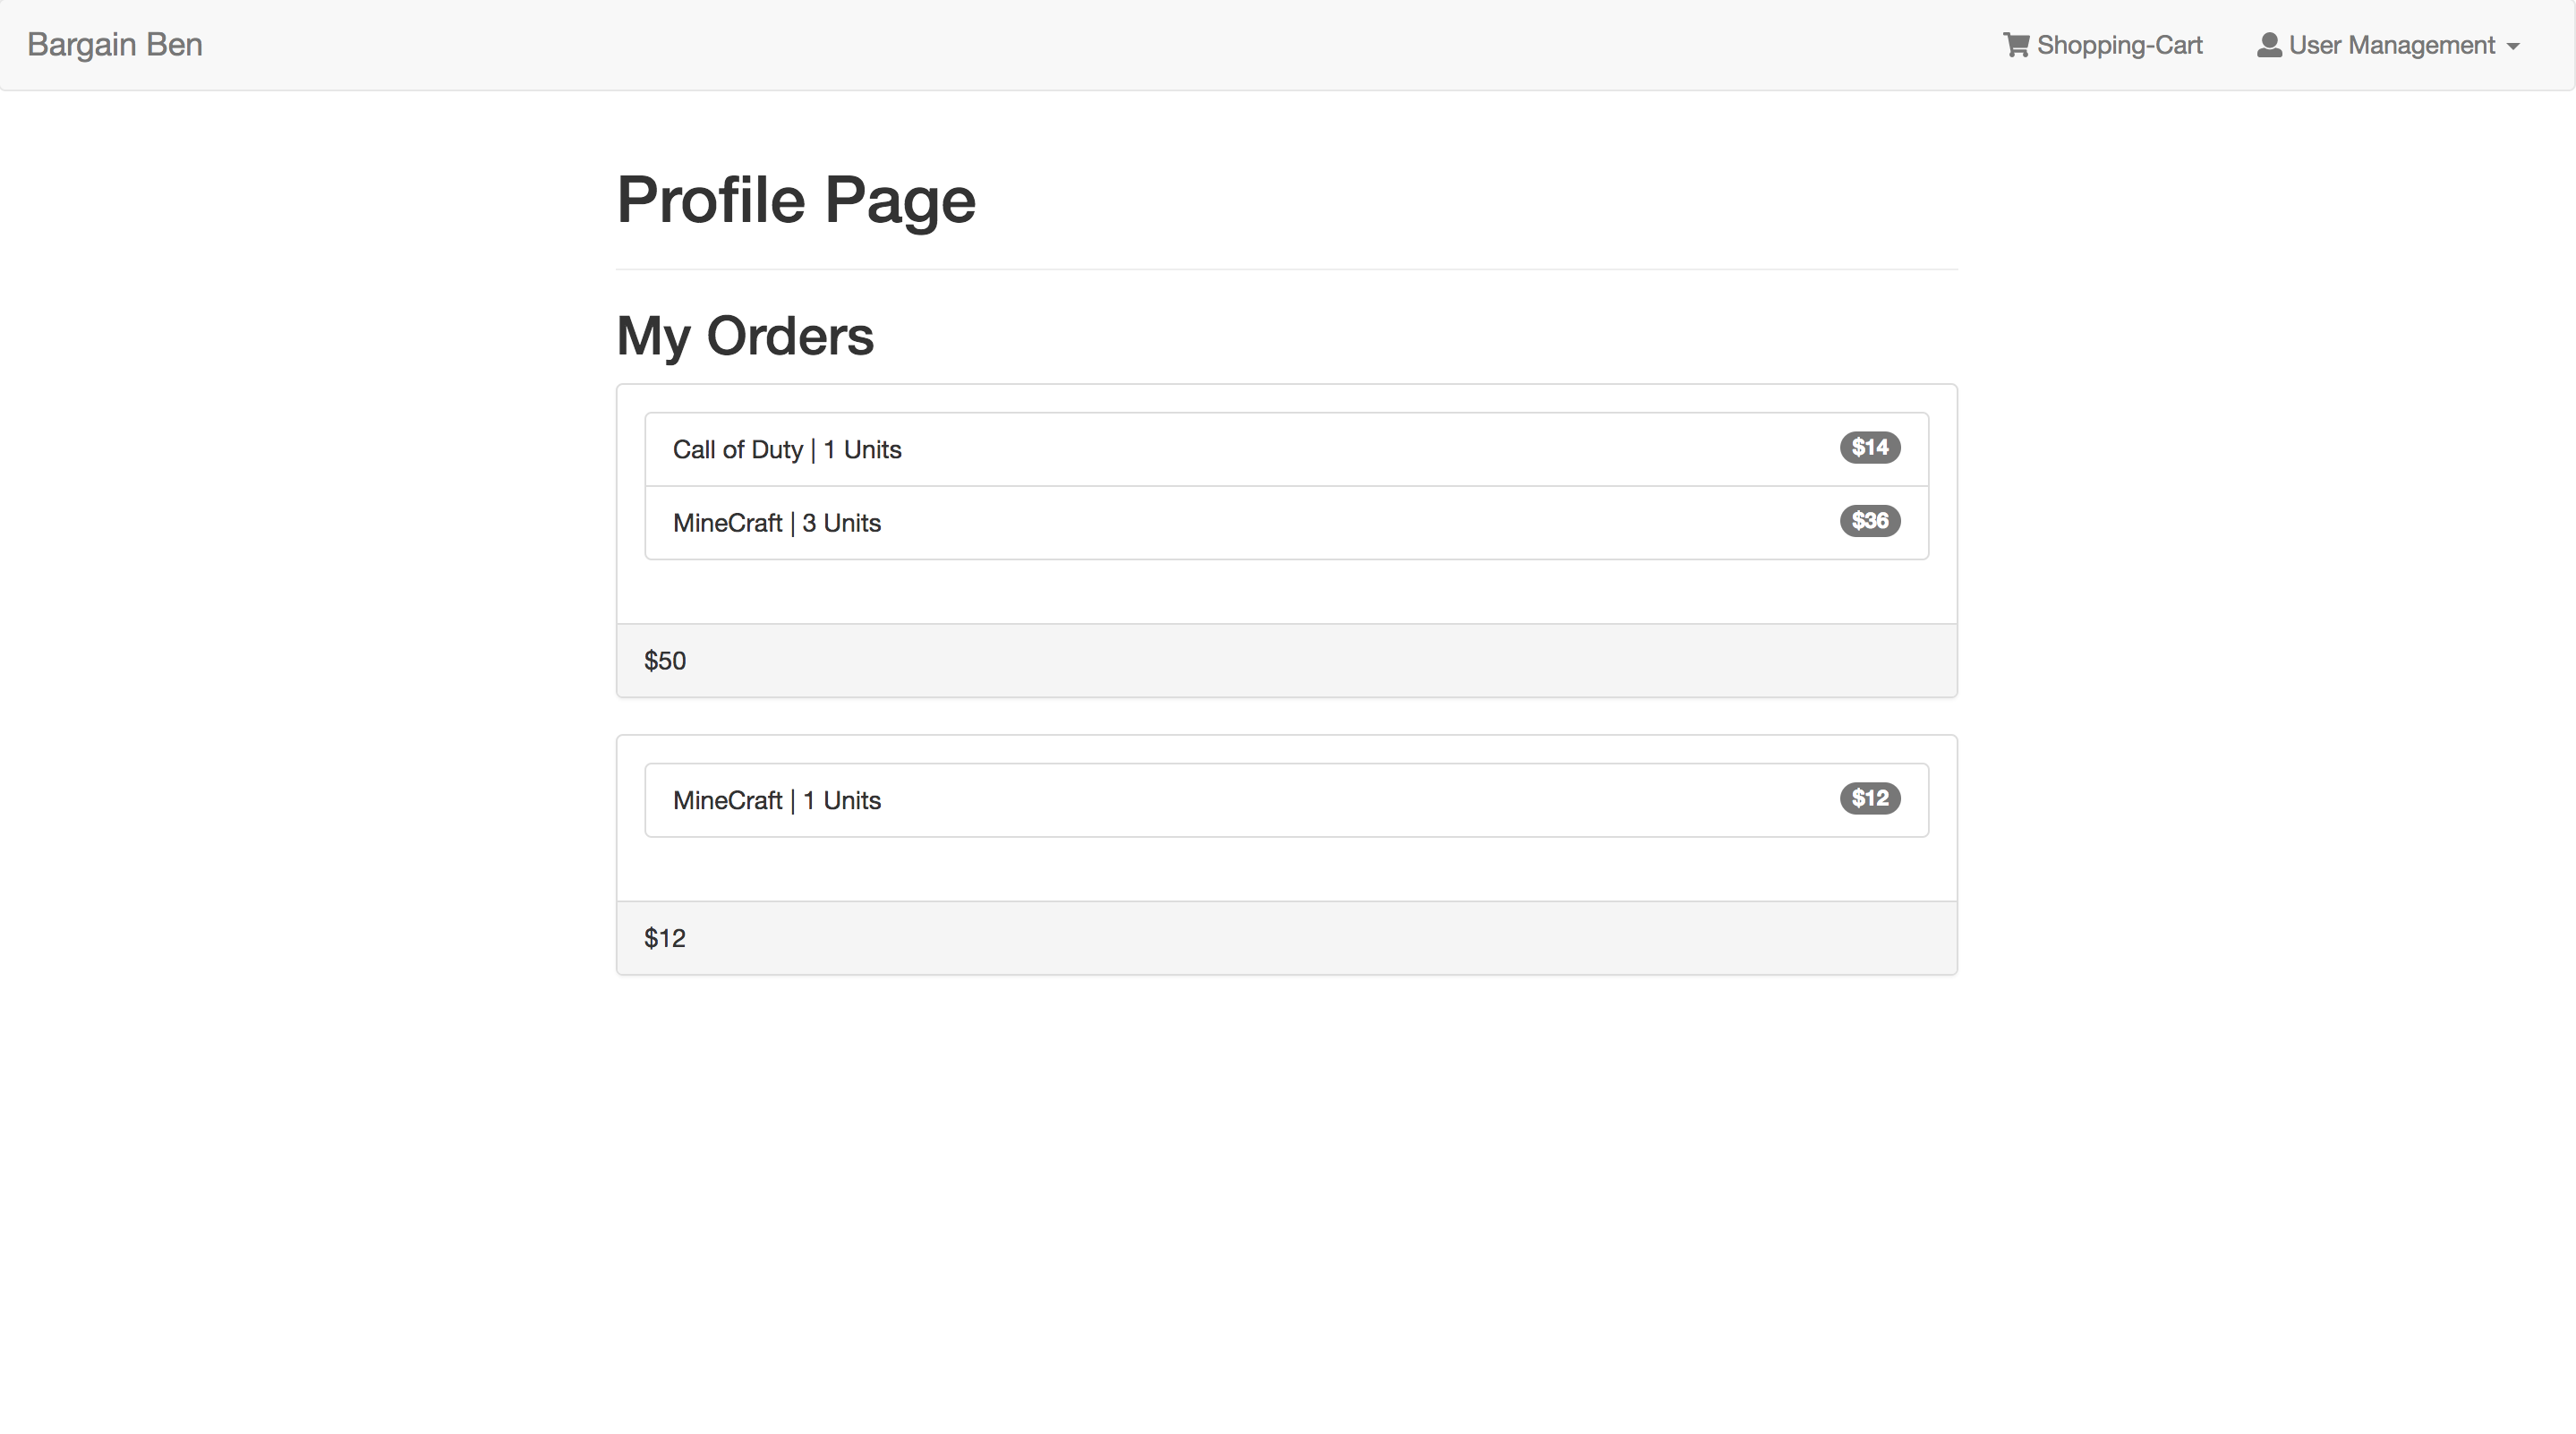 Bargain Ben
Shopping-Cart
User Management
Profile Page
My Orders
Call of Duty | 1 Units
$14
MineCraft | 3 Units
$36
$50
MineCraft | 1 Units
$12
$12